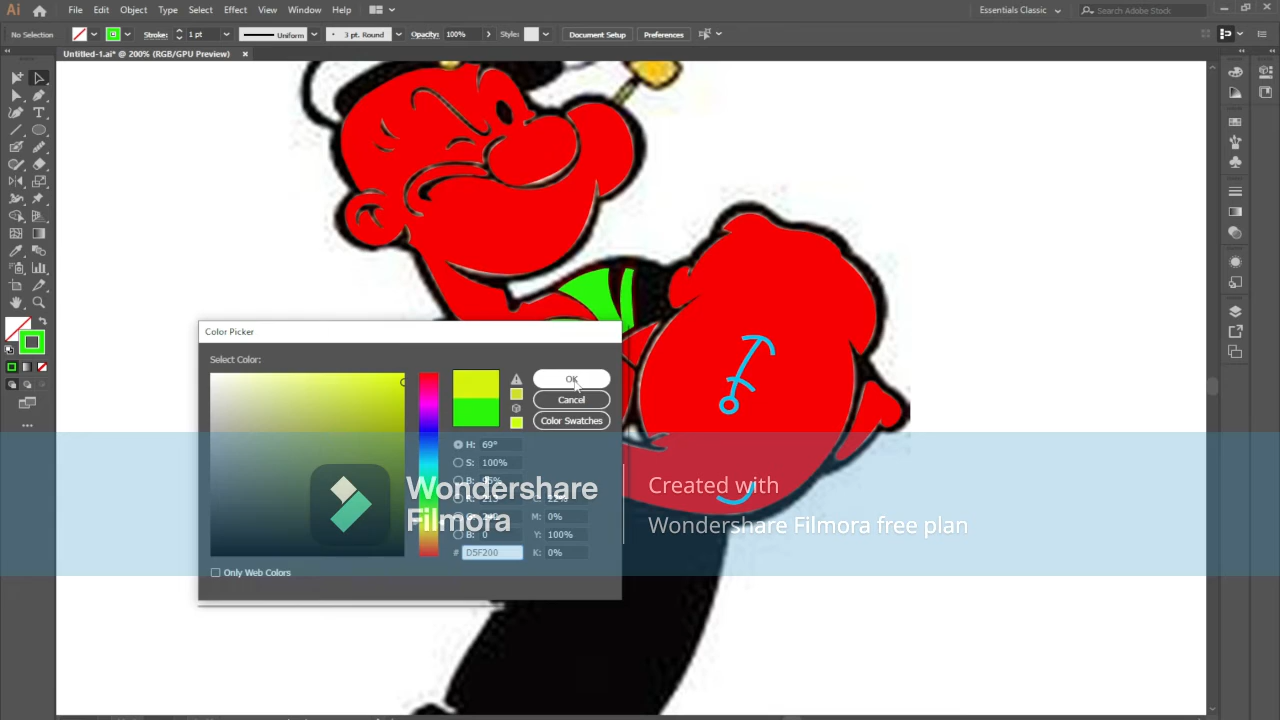 Ai File Edit Object Type Select Effect View Window Help Essentials Classic Search Adobe Stock
No Selection Stroke: 1 pt Uniform 3 pt. Round Opacity: 100% Style: Document Setup Preferences
Untitled-1.ai* @ 200% (RGB/GPU Preview) ×
Color Picker
Select Color:
OK
Cancel
Color Swatches
H: 69°
S: 100%
B: 95%
M: 0%
B: 0 Y: 100%
# D5F200 K: 0%
Only Web Colors
Wondershare
Filmora
Created with
Wondershare Filmora free plan